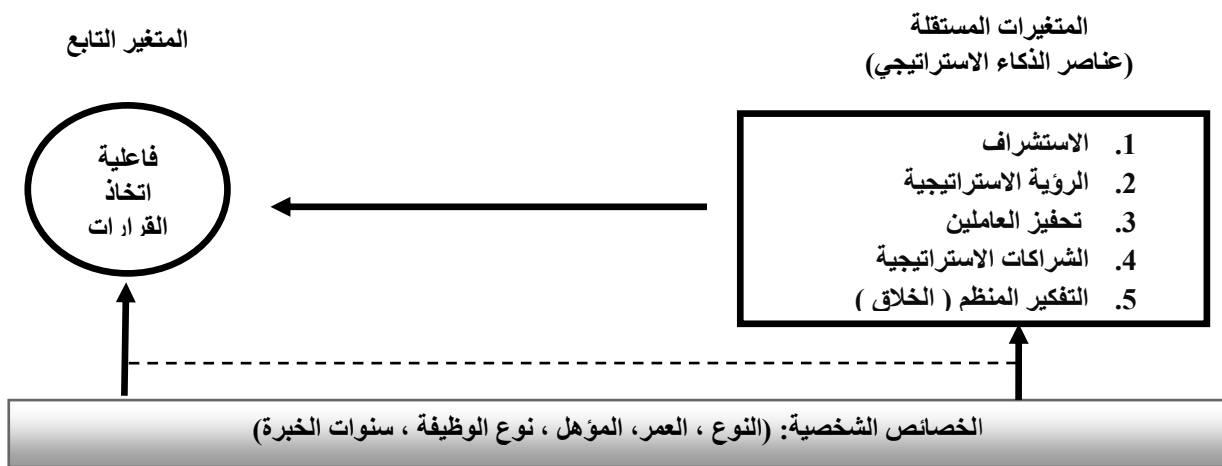 المتغيرات المستقلة
(عناصر الذكاء الاستراتيجي)
1. الاستشراف
2. الرؤية الاستراتيجية
3. تحفيز العاملين
4. الشراكات الاستراتيجية
5. التفكير المنظم ( الخلاق )
المتغير التابع
فاعلية
اتخاذ
القرارات
الخصائص الشخصية: (النوع ، العمر، المؤهل ، نوع الوظيفة ، سنوات الخبرة)